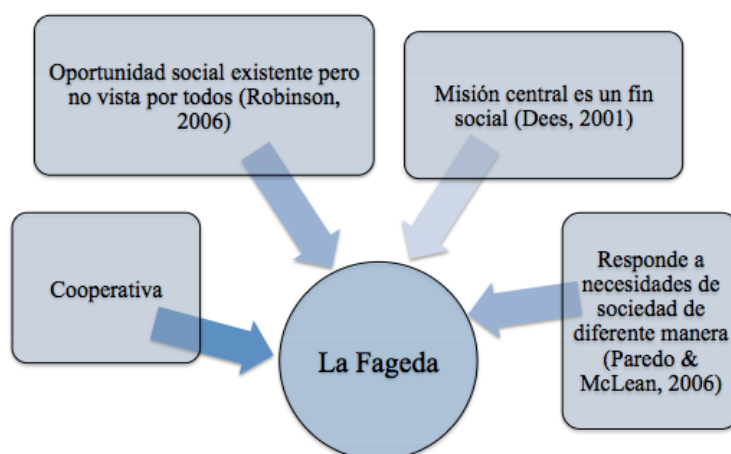 Oportunidad social existente pero
no vista por todos (Robinson,
2006)
Misión central es un fin
social (Dees, 2001)
Cooperativa
Responde a
necesidades de
sociedad de
diferente manera
(Paredo &
McLean, 2006)
La Fageda